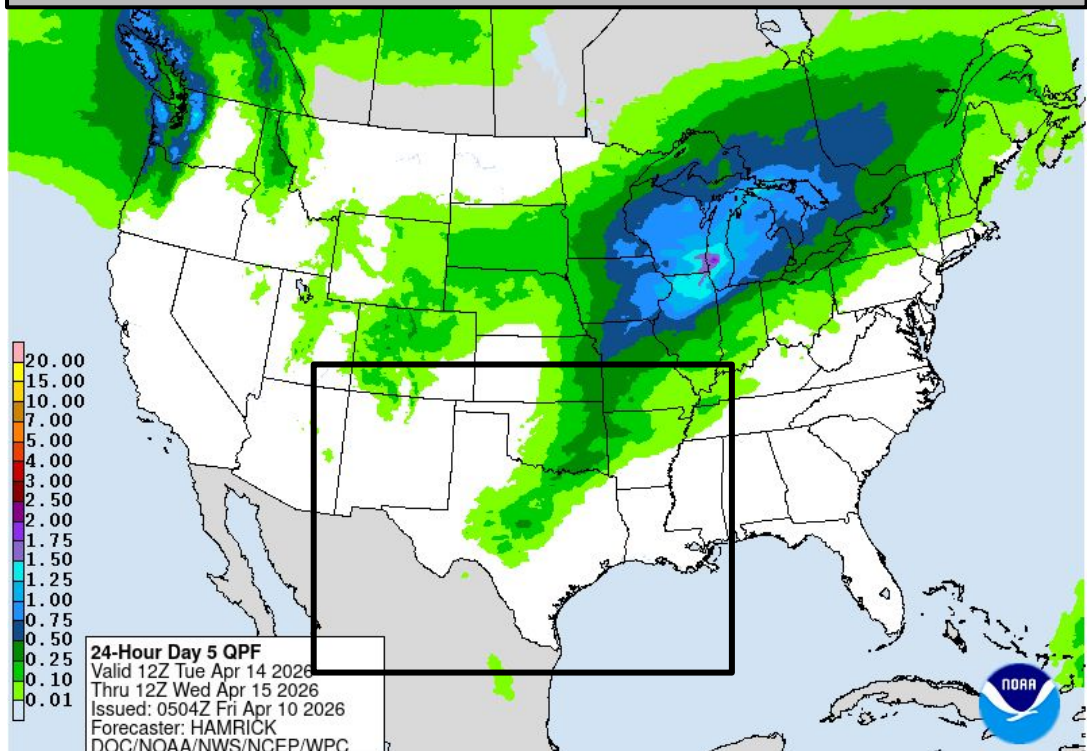 20.00
15.00
10.00
7.00
5.00
4.00
3.00
2.50
2.00
1.75
1.50
1.25
1.00
0.75
0.50
0.25
0.10
0.01
24-Hour Day 5 QPF
Valid 12Z Tue Apr 14 2026
Thru 12Z Wed Apr 15 2026
Issued: 0504Z Fri Apr 10 2026
Forecaster: HAMRICK
DOC/NOAA/NWS/NCEP/WPC
NOAA